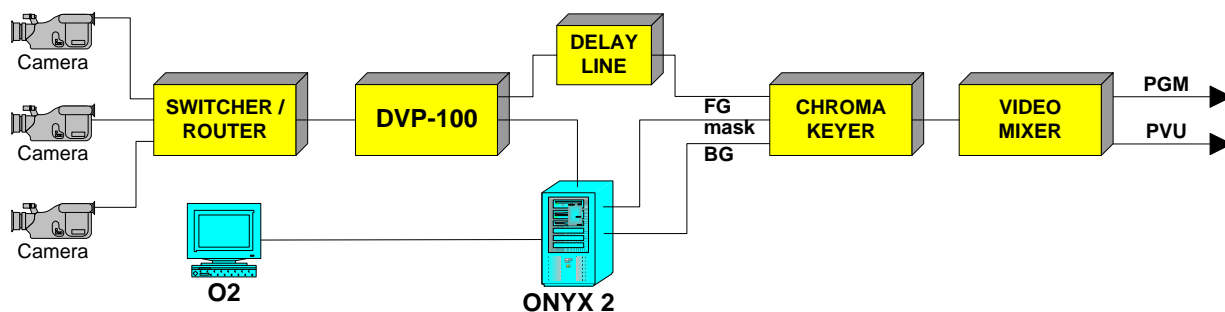 Camera
Camera
Camera
SWITCHER /
ROUTER
DVP-100
DELAY
LINE
FG
mask
BG
CHROMA
KEYER
VIDEO
MIXER
PGM
PVU
O2
ONYX 2